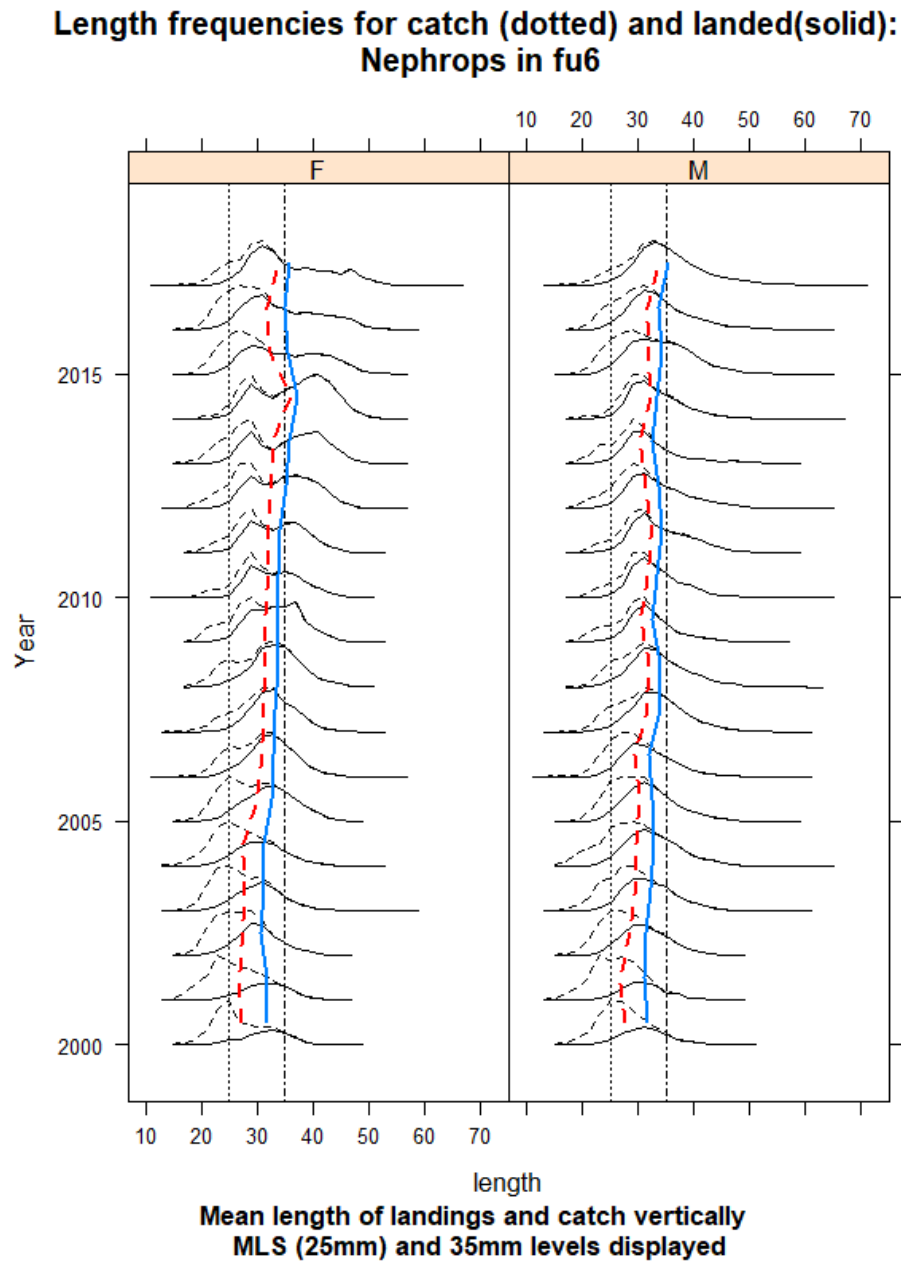 Length frequencies for catch (dotted) and landed(solid):
Nephrops in fu6
10 20 30 40 50 60 70
F M
2015
2010
2005
2000
Year
10 20 30 40 50 60 70
length
Mean length of landings and catch vertically
MLS (25mm) and 35mm levels displayed